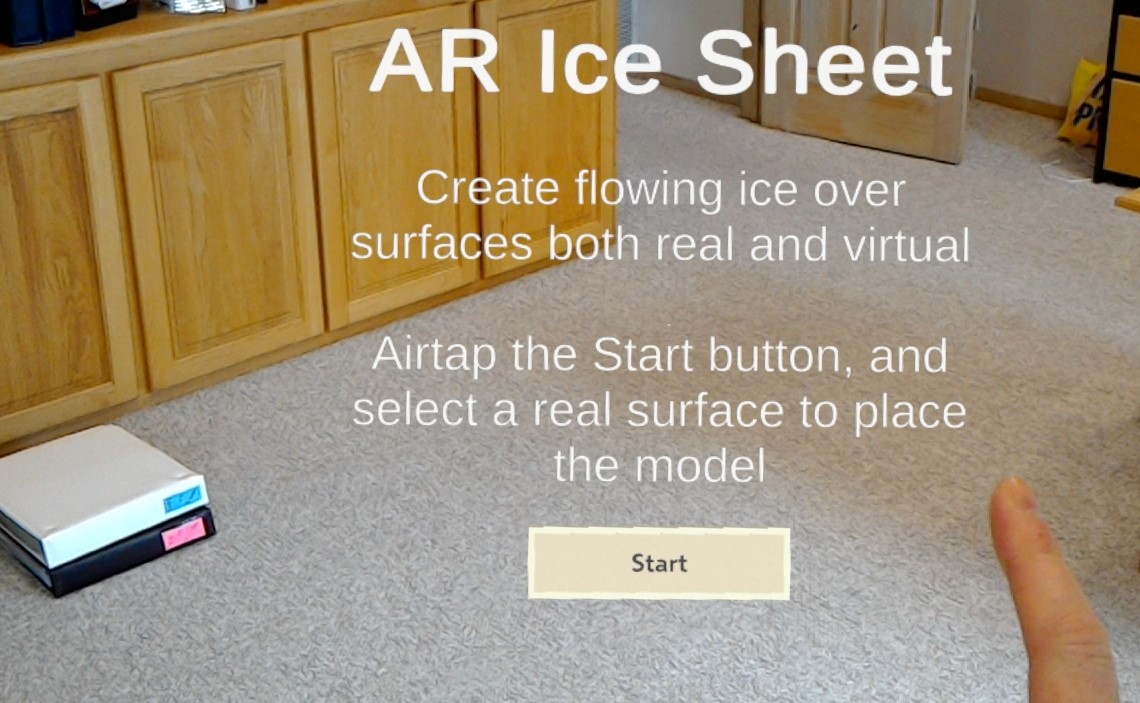 AR Ice Sheet
Create flowing ice over
surfaces both real and virtual
Airtap the Start button, and
select a real surface to place
the model
Start